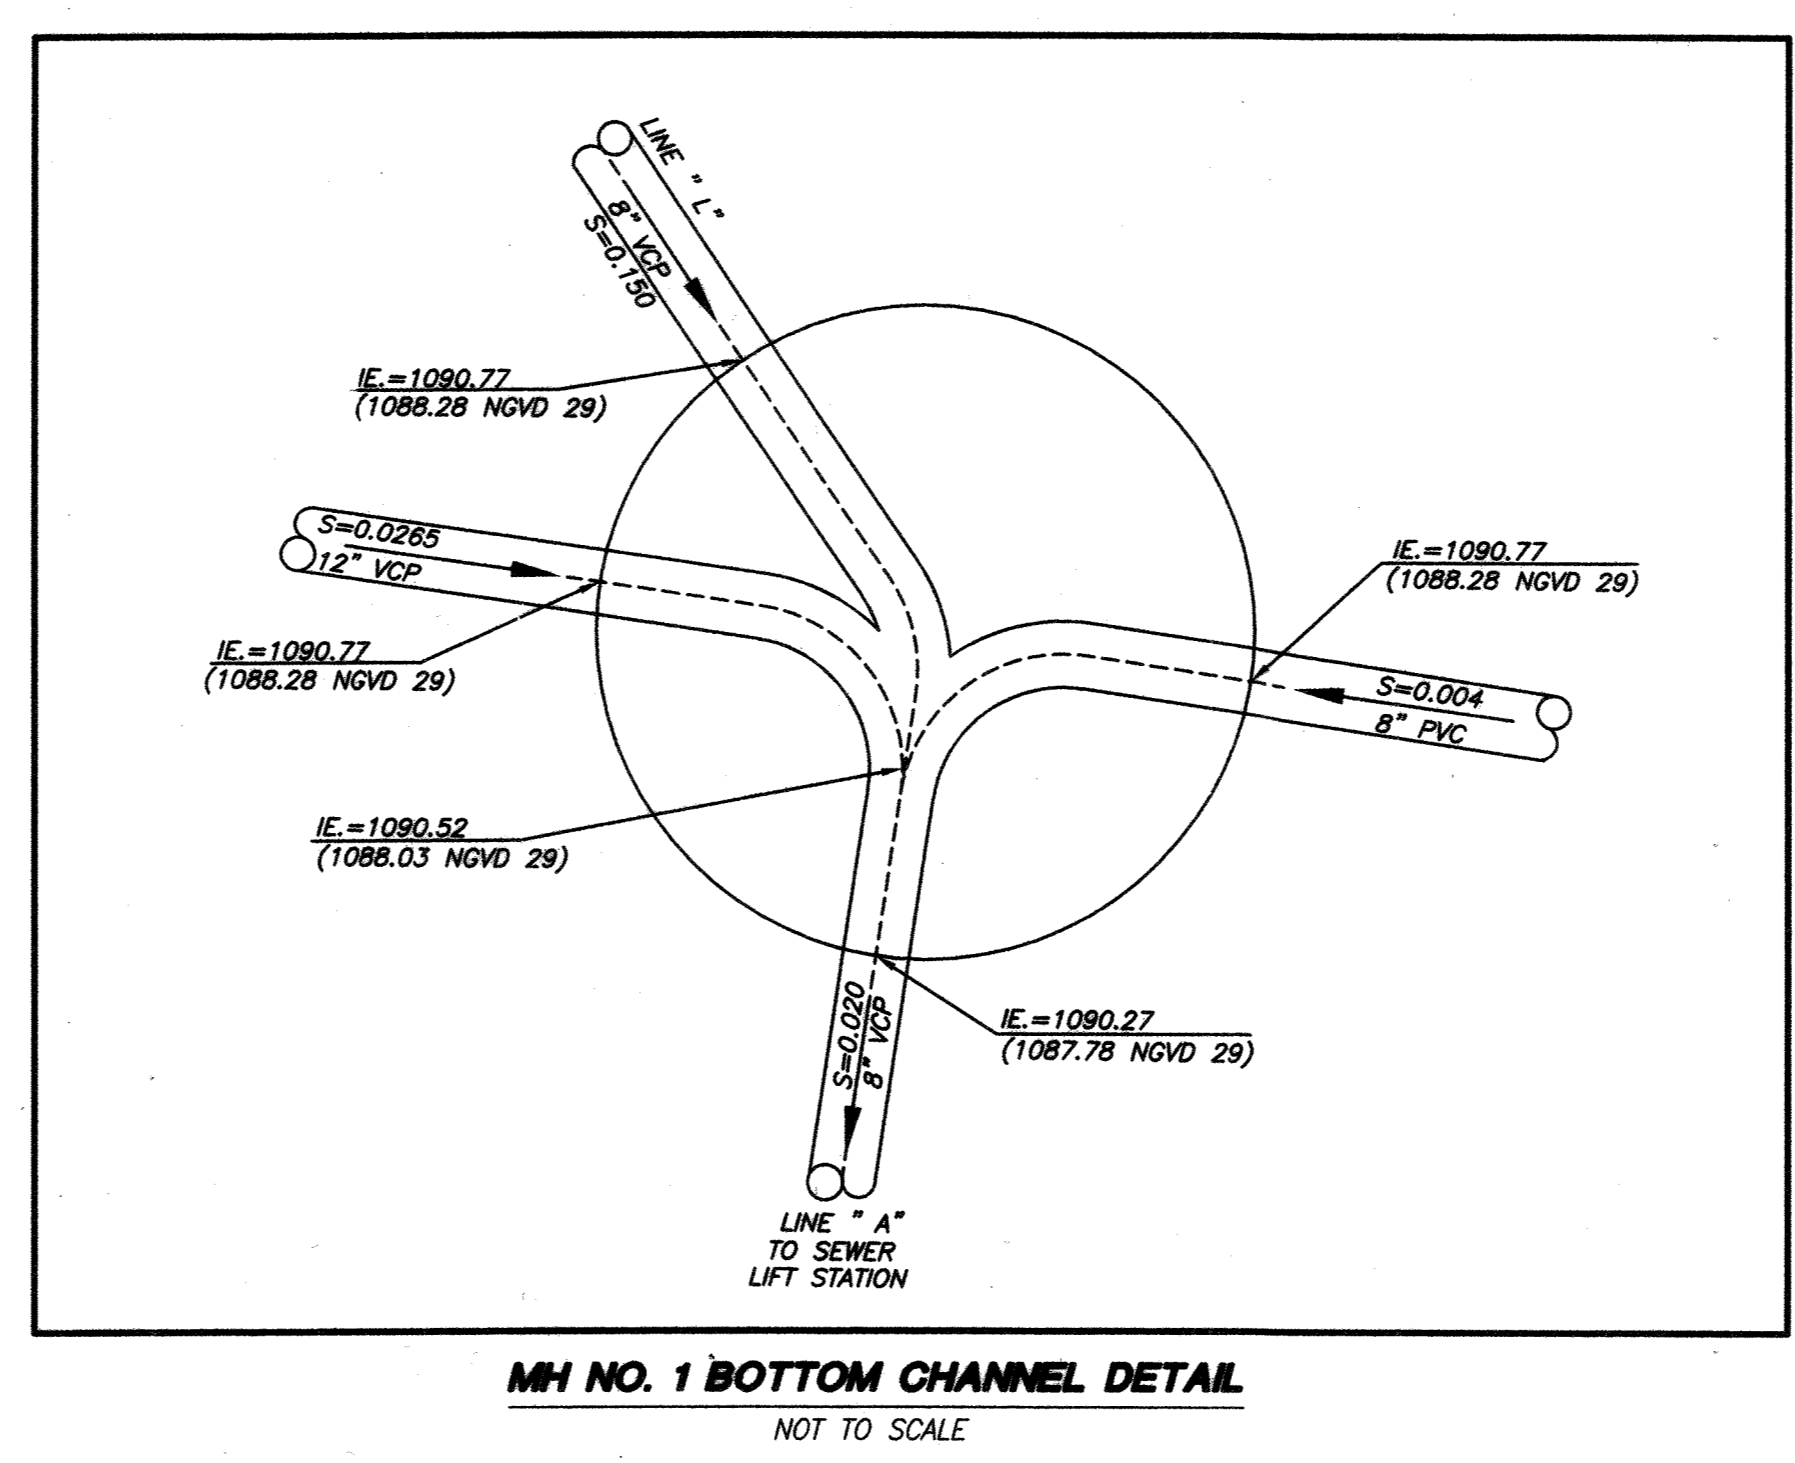 LINE " L"
8" VCP
S=0.150
IE.=1090.77
(1088.28 NGVD 29)
S=0.0265
12" VCP
IE.=1090.77
(1088.28 NGVD 29)
IE.=1090.77
(1088.28 NGVD 29)
S=0.004
8" PVC
IE.=1090.52
(1088.03 NGVD 29)
S=0.020
8" VCP
IE.=1090.27
(1087.78 NGVD 29)
LINE " A"
TO SEWER
LIFT STATION
MH NO. 1 BOTTOM CHANNEL DETAIL
NOT TO SCALE